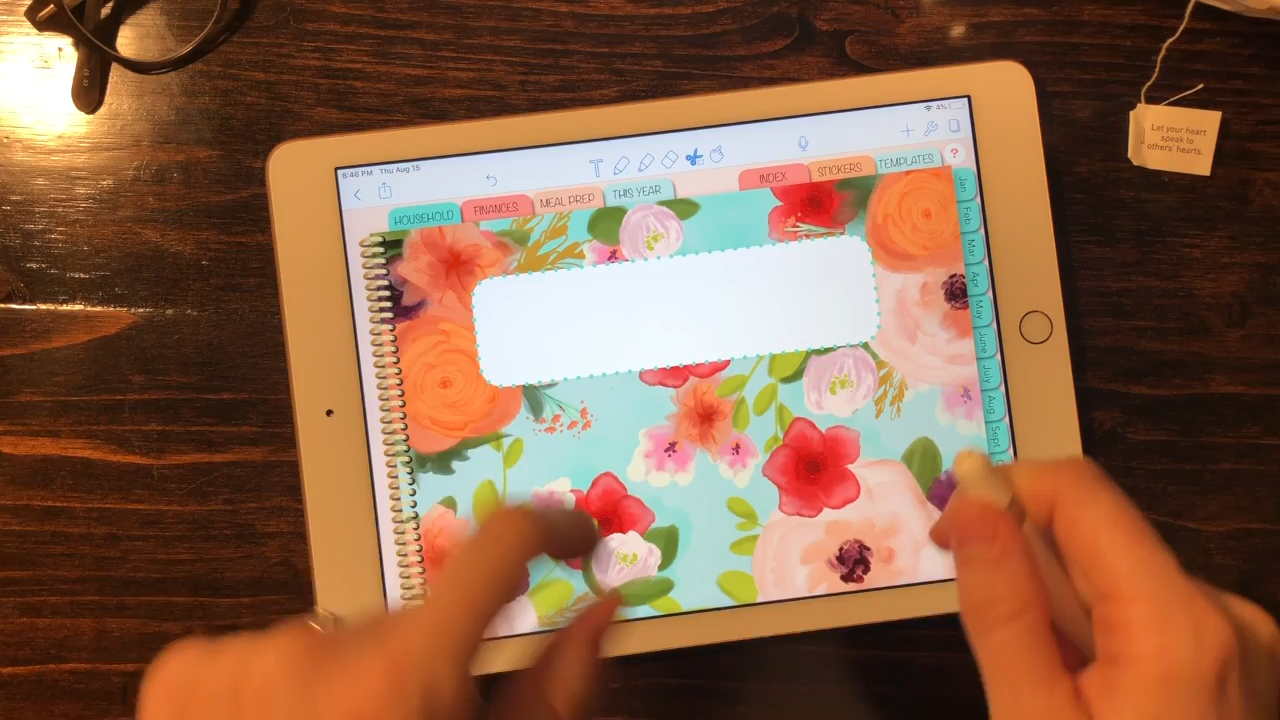 8:46 PM Thu Aug 15
4%
HOUSEHOLD
FINANCES
MEAL PREP
THIS YEAR
INDEX
STICKERS
TEMPLATES
?
Jan
Feb
Mar
Apr
May
June
July
Aug
Sept
Let your heart
speak to
others' hearts.